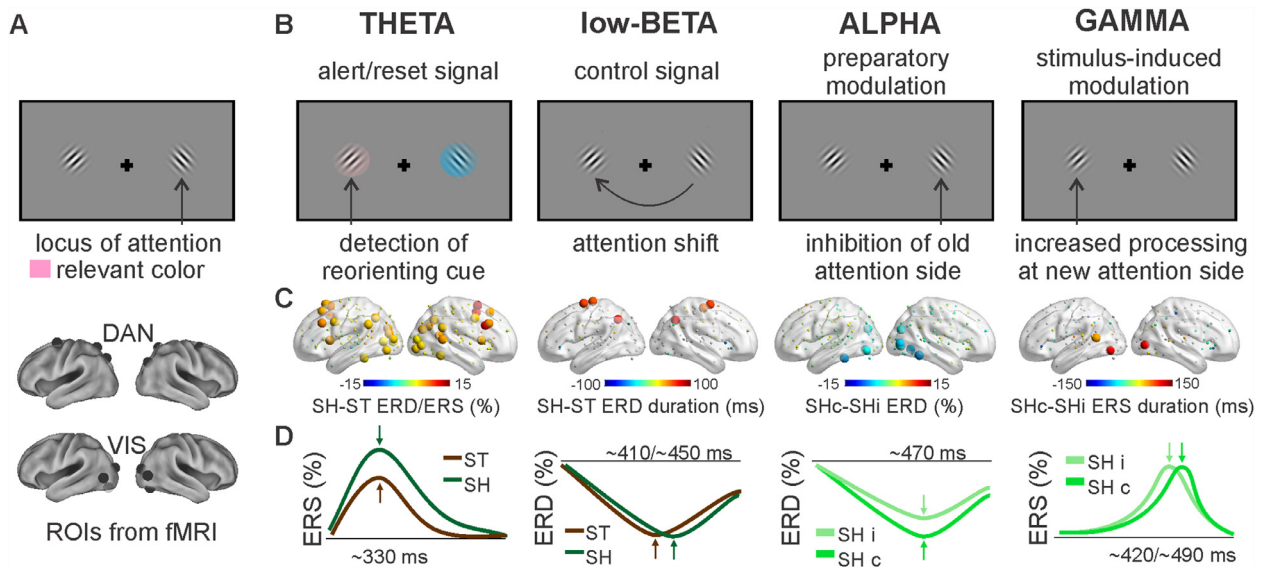 A
B
THETA
low-BETA
ALPHA
GAMMA
alert/reset signal
control signal
preparatory
modulation
stimulus-induced
modulation
locus of attention
relevant color
detection of
reorienting cue
attention shift
inhibition of old
attention side
increased processing
at new attention side
DAN
VIS
ROIs from fMRI
C
-15 15
SH-ST ERD/ERS (%)
-100 100
SH-ST ERD duration (ms)
-15 15
SHc-SHi ERD (%)
-150 150
SHc-SHi ERS duration (ms)
D
ERS (%)
ST
SH
~330 ms
ERD (%)
~410/~450 ms
ST
SH
ERD (%)
~470 ms
SH i
SH c
ERS (%)
SH i
SH c
~420/~490 ms